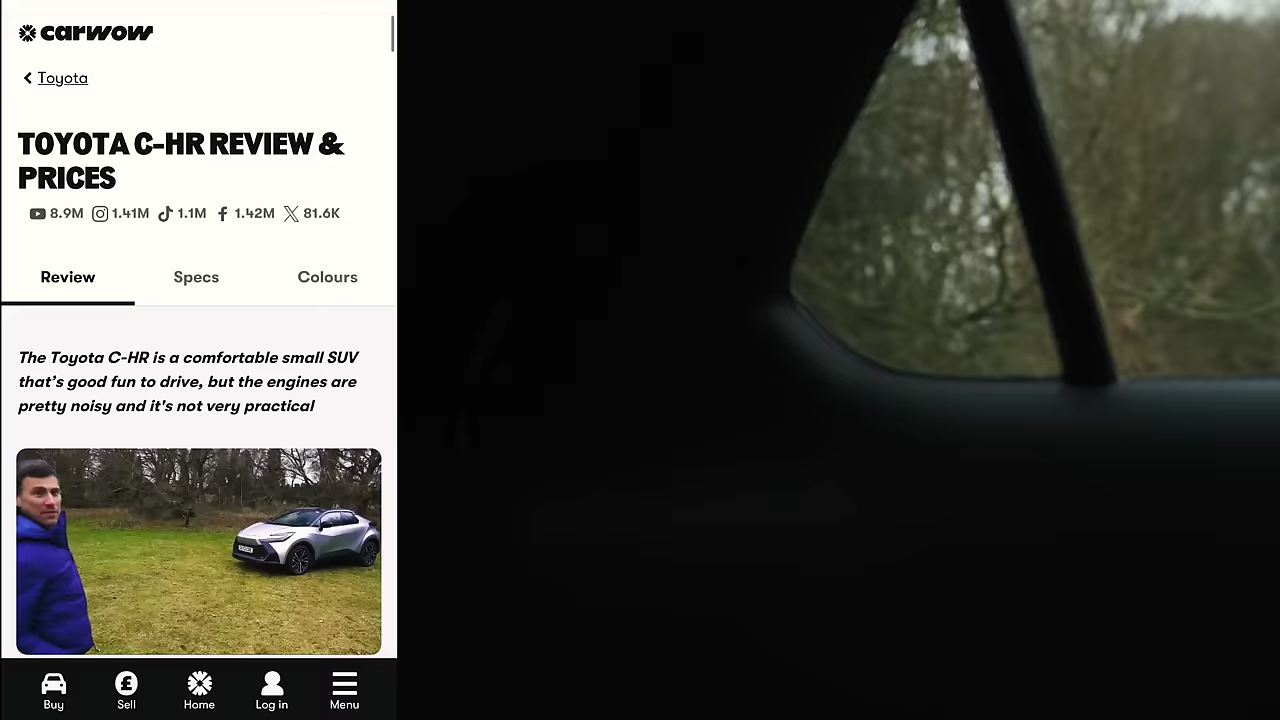 carwow
Toyota
TOYOTA C-HR REVIEW &
PRICES
8.9M 1.41M 1.1M 1.42M 81.6K
Review Specs Colours
The Toyota C-HR is a comfortable small SUV
that's good fun to drive, but the engines are
pretty noisy and it's not very practical
Buy Sell Home Log in Menu